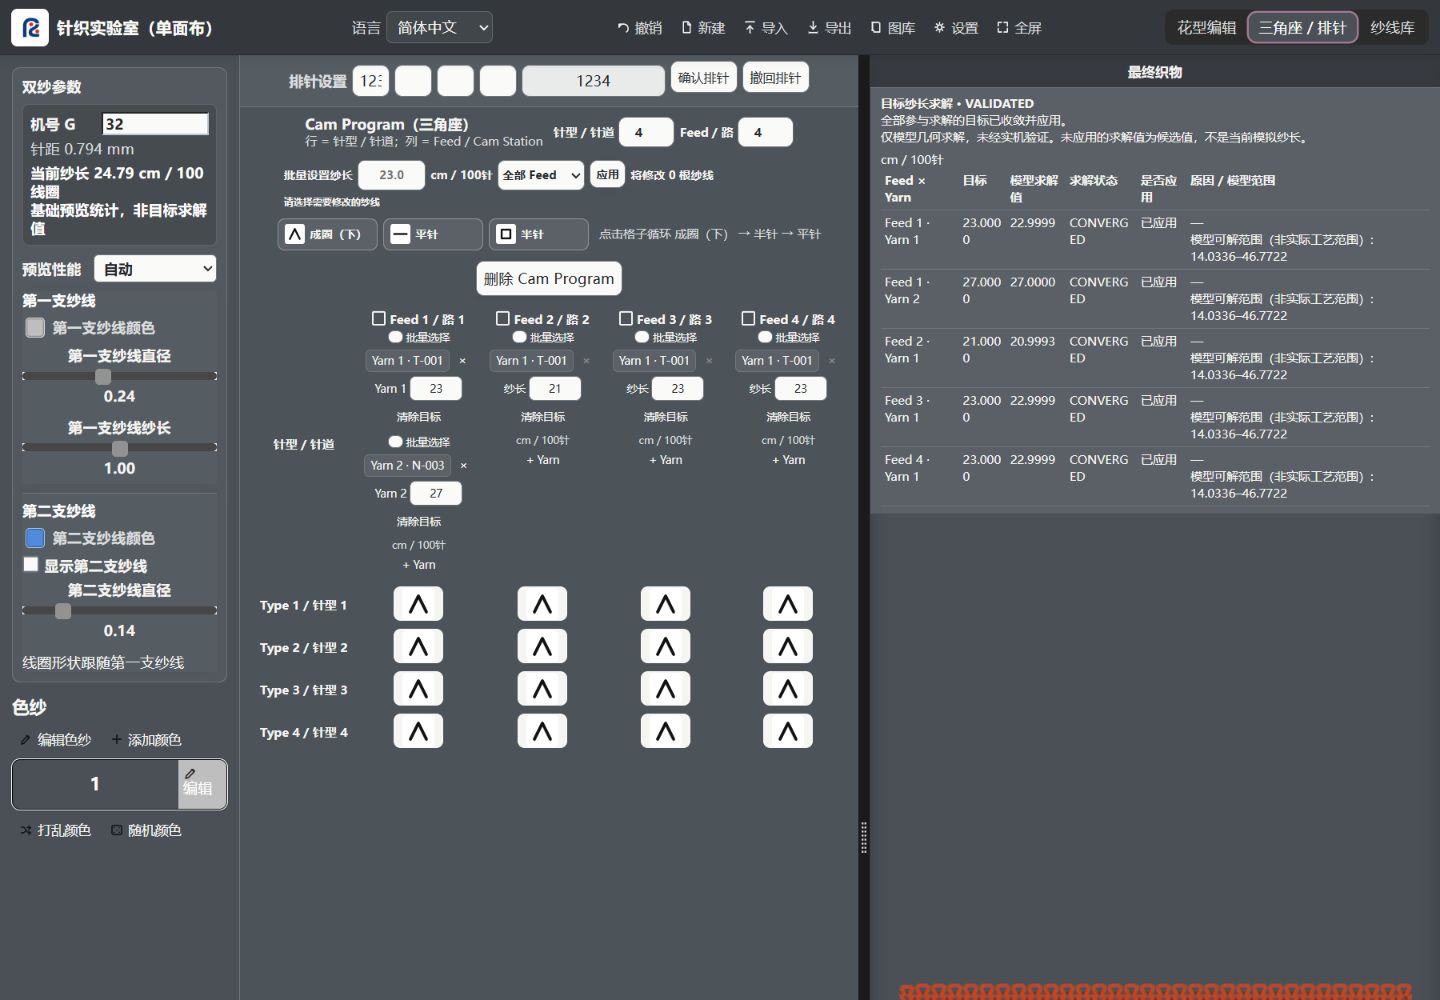 针织实验室（单面布）
语言 简体中文
撤销 新建 导入 导出 图库 设置 全屏
花型编辑 三角座 / 排针 纱线库
双纱参数
机号 G 32
针距 0.794 mm
当前纱长 24.79 cm / 100
线圈
基础预览统计，非目标求解
值
预览性能 自动
第一支纱线
第一支纱线颜色
第一支纱线直径
0.24
第一支纱线纱长
1.00
第二支纱线
第二支纱线颜色
显示第二支纱线
第二支纱线直径
0.14
线圈形状跟随第一支纱线
色纱
编辑色纱 添加颜色
1 编辑
打乱颜色 随机颜色
排针设置 1234 确认排针 撤回排针
Cam Program（三角座）
行 = 针型 / 针道；列 = Feed / Cam Station
针型 / 针道 4 Feed / 路 4
批量设置纱长 23.0 cm / 100针 全部 Feed 应用 将修改 0 根纱线
请选择需要修改的纱线
成圈（下） 平针 半针 点击格子循环 成圈（下） → 半针 → 平针
删除 Cam Program
Feed 1 / 路 1 Feed 2 / 路 2 Feed 3 / 路 3 Feed 4 / 路 4
批量选择 批量选择 批量选择 批量选择
Yarn 1 · T-001 × Yarn 1 · T-001 × Yarn 1 · T-001 × Yarn 1 · T-001 ×
Yarn 1 23 纱长 21 纱长 23 纱长 23
清除目标 清除目标 清除目标 清除目标
针型 / 针道 批量选择 cm / 100针 cm / 100针 cm / 100针
Yarn 2 · N-003 × + Yarn + Yarn + Yarn
Yarn 2 27
清除目标
cm / 100针
+ Yarn
Type 1 / 针型 1
Type 2 / 针型 2
Type 3 / 针型 3
Type 4 / 针型 4
最终织物
目标纱长求解 • VALIDATED
全部参与求解的目标已收敛并应用。
仅模型几何求解，未经实机验证。未应用的求解值为候选值，不是当前模拟纱长。
cm / 100针
Feed × 目标 模型求解 求解状态 是否应 原因 / 模型范围
Yarn 值 用
Feed 1 · 23.000 22.9999 CONVERG 已应用 —
Yarn 1 0 ED 模型可解范围（非实际工艺范围）：
14.0336–46.7722
Feed 1 · 27.000 27.0000 CONVERG 已应用 —
Yarn 2 0 ED 模型可解范围（非实际工艺范围）：
14.0336–46.7722
Feed 2 · 21.000 20.9993 CONVERG 已应用 —
Yarn 1 0 ED 模型可解范围（非实际工艺范围）：
14.0336–46.7722
Feed 3 · 23.000 22.9999 CONVERG 已应用 —
Yarn 1 0 ED 模型可解范围（非实际工艺范围）：
14.0336–46.7722
Feed 4 · 23.000 22.9999 CONVERG 已应用 —
Yarn 1 0 ED 模型可解范围（非实际工艺范围）：
14.0336–46.7722